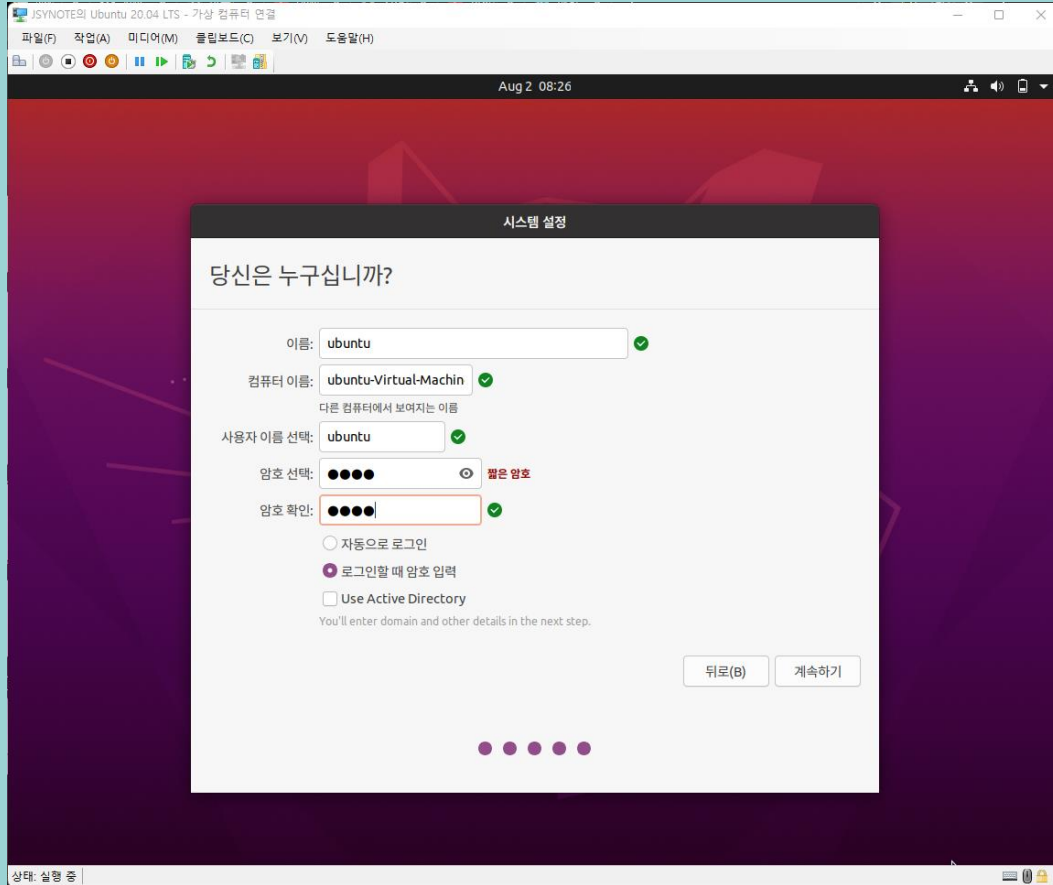 JSYNOTE의 Ubuntu 20.04 LTS - 가상 컴퓨터 연결
파일(F) 작업(A) 미디어(M) 클립보드(C) 보기(V) 도움말(H)
Aug 2 08:26
시스템 설정
당신은 누구십니까?
이름: ubuntu
컴퓨터 이름: ubuntu-Virtual-Machin
다른 컴퓨터에서 보여지는 이름
사용자 이름 선택: ubuntu
암호 선택: ●●●● 짧은 암호
암호 확인: ●●●●
자동으로 로그인
로그인할 때 암호 입력
Use Active Directory
You'll enter domain and other details in the next step.
뒤로(B) 계속하기
상태: 실행 중